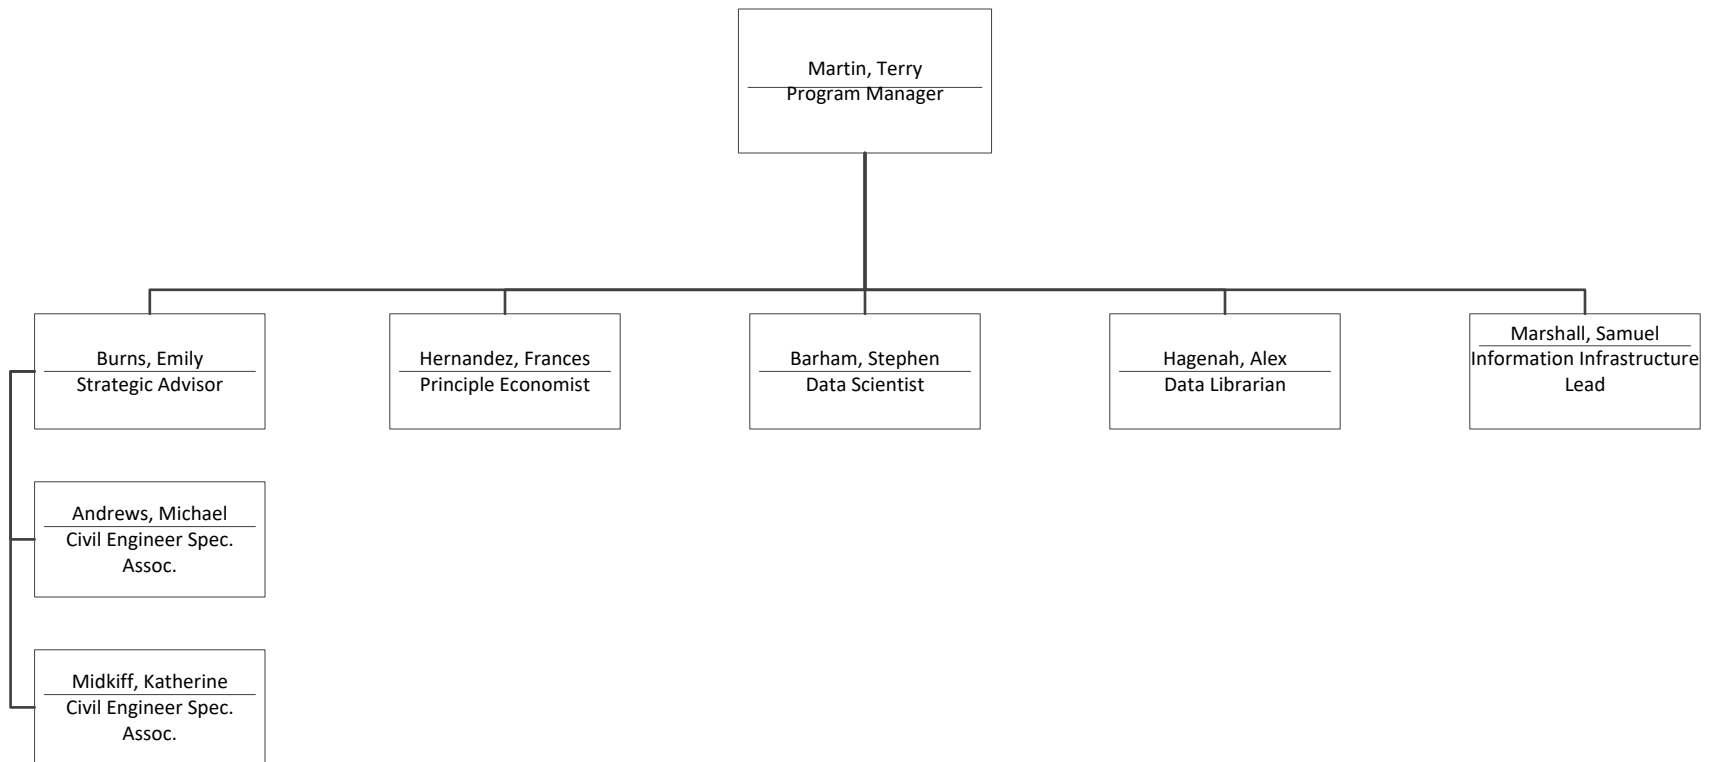 Martin, Terry
Program Manager
Burns, Emily
Strategic Advisor
Hernandez, Frances
Principle Economist
Barham, Stephen
Data Scientist
Hagenah, Alex
Data Librarian
Marshall, Samuel
Information Infrastructure
Lead
Andrews, Michael
Civil Engineer Spec.
Assoc.
Midkiff, Katherine
Civil Engineer Spec.
Assoc.